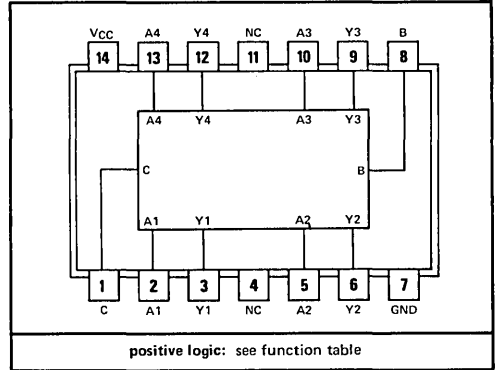 VCC A4 Y4 NC A3 Y3 B
14 13 12 11 10 9 8
A4 Y4 A3 Y3
C B
A1 Y1 A2 Y2
1 2 3 4 5 6 7
C A1 Y1 NC A2 Y2 GND
positive logic: see function table